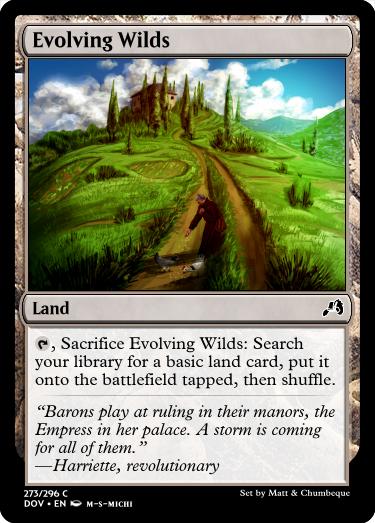 Evolving Wilds
Land
, Sacrifice Evolving Wilds: Search
your library for a basic land card, put it
onto the battlefield tapped, then shuffle.
“Barons play at ruling in their manors, the
Empress in her palace. A storm is coming
for all of them.”
—Harriette, revolutionary
273/296 C
DOV • EN M-S-MICHI
Set by Matt & Chumbeque